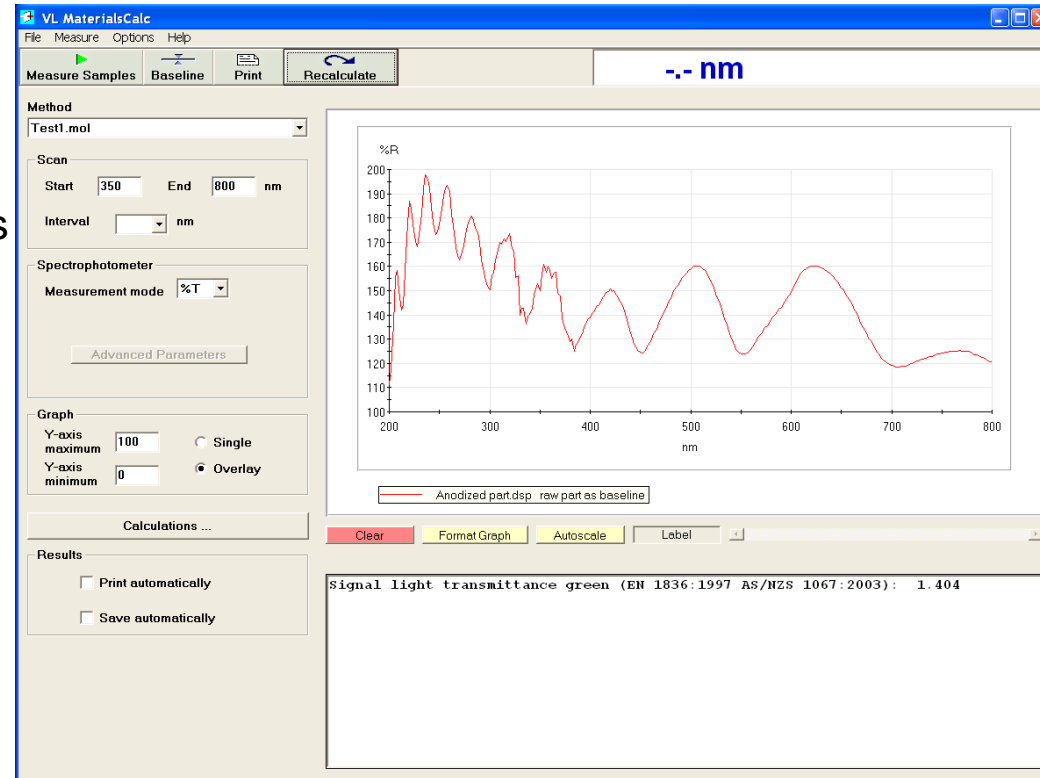 VL MaterialsCalc
File Measure Options Help
Measure Samples Baseline Print Recalculate
-.- nm
Method
Test1.mol
Scan
Start 350 End 800 nm
Interval nm
s
Spectrophotometer
Measurement mode %T
Advanced Parameters
Graph
Y-axis maximum 100
Single
Y-axis minimum 0
Overlay
Calculations ...
Results
Print automatically
Save automatically
%R
200
190
180
170
160
150
140
130
120
110
100
200 300 400 500 600 700 800
nm
Anodized part.dsp raw part as baseline
Clear Format Graph Autoscale Label
Signal light transmittance green (EN 1836:1997 AS/NZS 1067:2003): 1.404